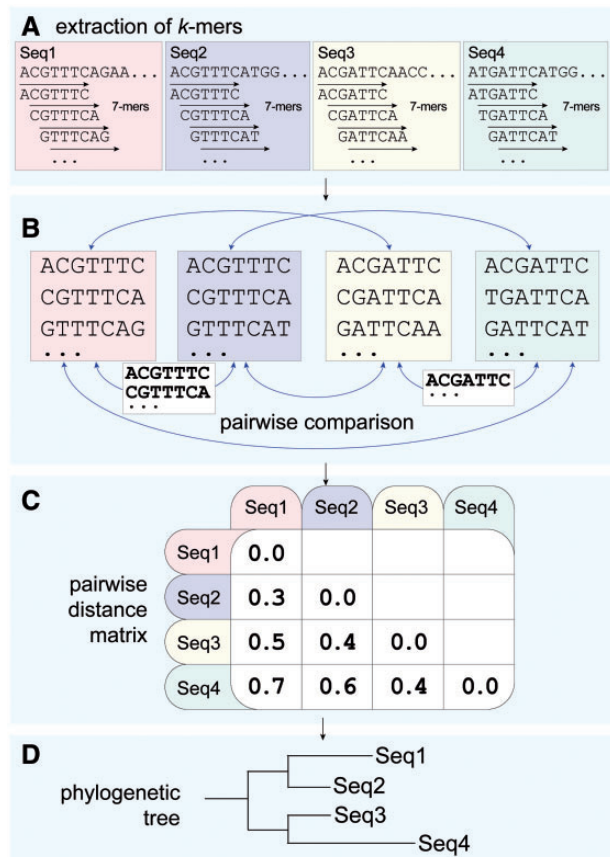 A extraction of k-mers
Seq1 Seq2 Seq3 Seq4
ACGTTTCAGAA... ACGTTTCATGG... ACGATTCAACC... ATGATTCATGG...
ACGTTTC ACGTTTC ACGATTC ATGATTC
CGTTTCA 7-mers CGTTTCA 7-mers CGATTCA 7-mers TGATTCA 7-mers
GTTTCAG GTTTCAT GATTCAA GATTCAT
... ... ... ...
B
ACGTTTC ACGTTTC ACGATTC ACGATTC
CGTTTCA CGTTTCA CGATTCA TGATTCA
GTTTCAG GTTTCAT GATTCAA GATTCAT
... ... ... ...
ACGTTTC
CGTTTCA
...
ACGATTC
...
pairwise comparison
C
Seq1 Seq2 Seq3 Seq4
pairwise
distance
matrix
Seq1 0.0
Seq2 0.3 0.0
Seq3 0.5 0.4 0.0
Seq4 0.7 0.6 0.4 0.0
D
phylogenetic
tree
Seq1
Seq2
Seq3
Seq4